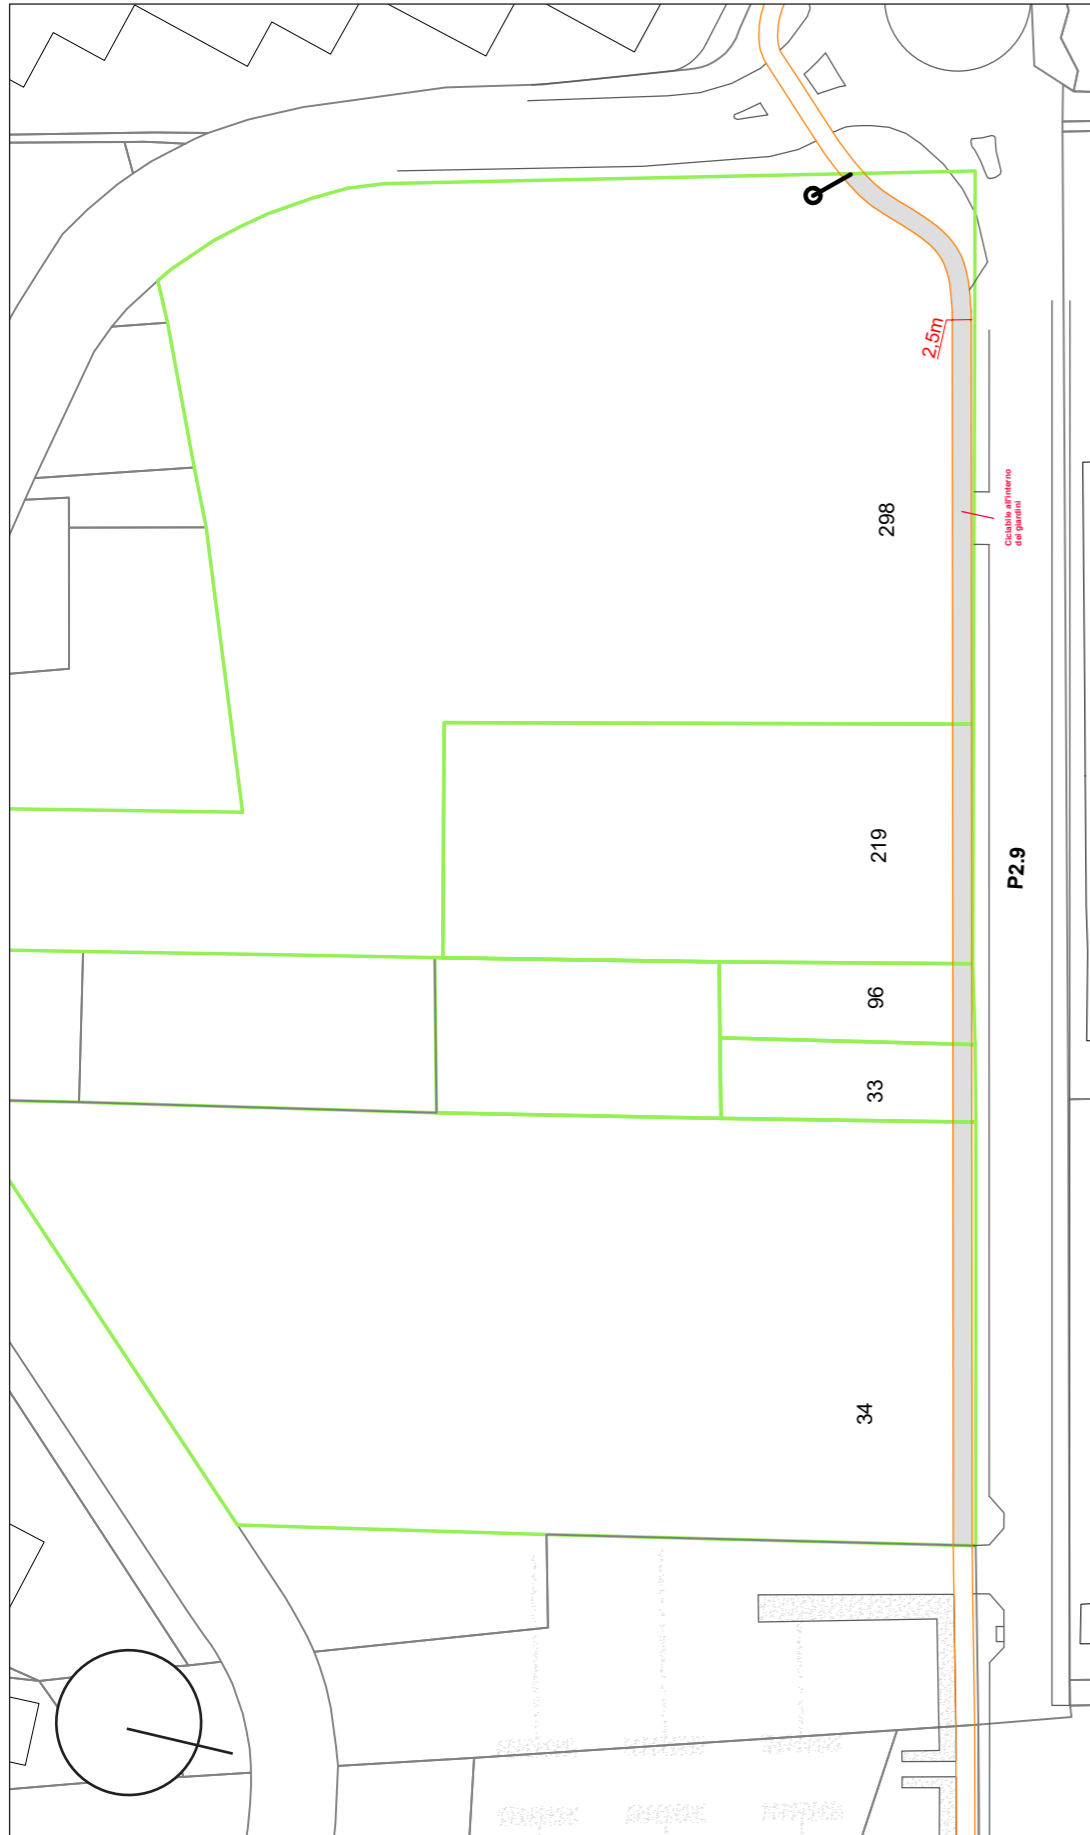 2,5m
Ciclabile all'interno
dei giardini
298
219
P2.9
96
33
34